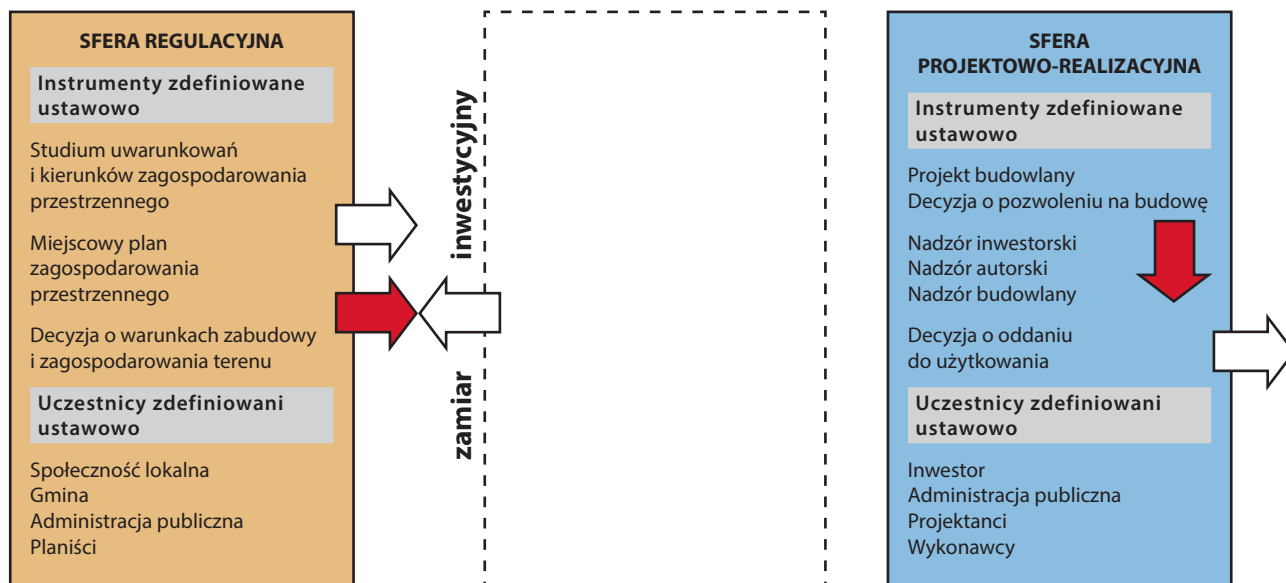 SFERA REGULACYJNA
Instrumenty zdefiniowane
ustawowo
Studium uwarunkowań
i kierunków zagospodarowania
przestrzennego
Miejscowy plan
zagospodarowania
przestrzennego
Decyzja o warunkach zabudowy
i zagospodarowania terenu
Uczestnicy zdefiniowani
ustawowo
Społeczność lokalna
Gmina
Administracja publiczna
Planiści
zamiar inwestycyjny
SFERA
PROJEKTOWO-REALIZACYJNA
Instrumenty zdefiniowane
ustawowo
Projekt budowlany
Decyzja o pozwoleniu na budowę
Nadzór inwestorski
Nadzór autorski
Nadzór budowlany
Decyzja o oddaniu
do użytkowania
Uczestnicy zdefiniowani
ustawowo
Inwestor
Administracja publiczna
Projektanci
Wykonawcy